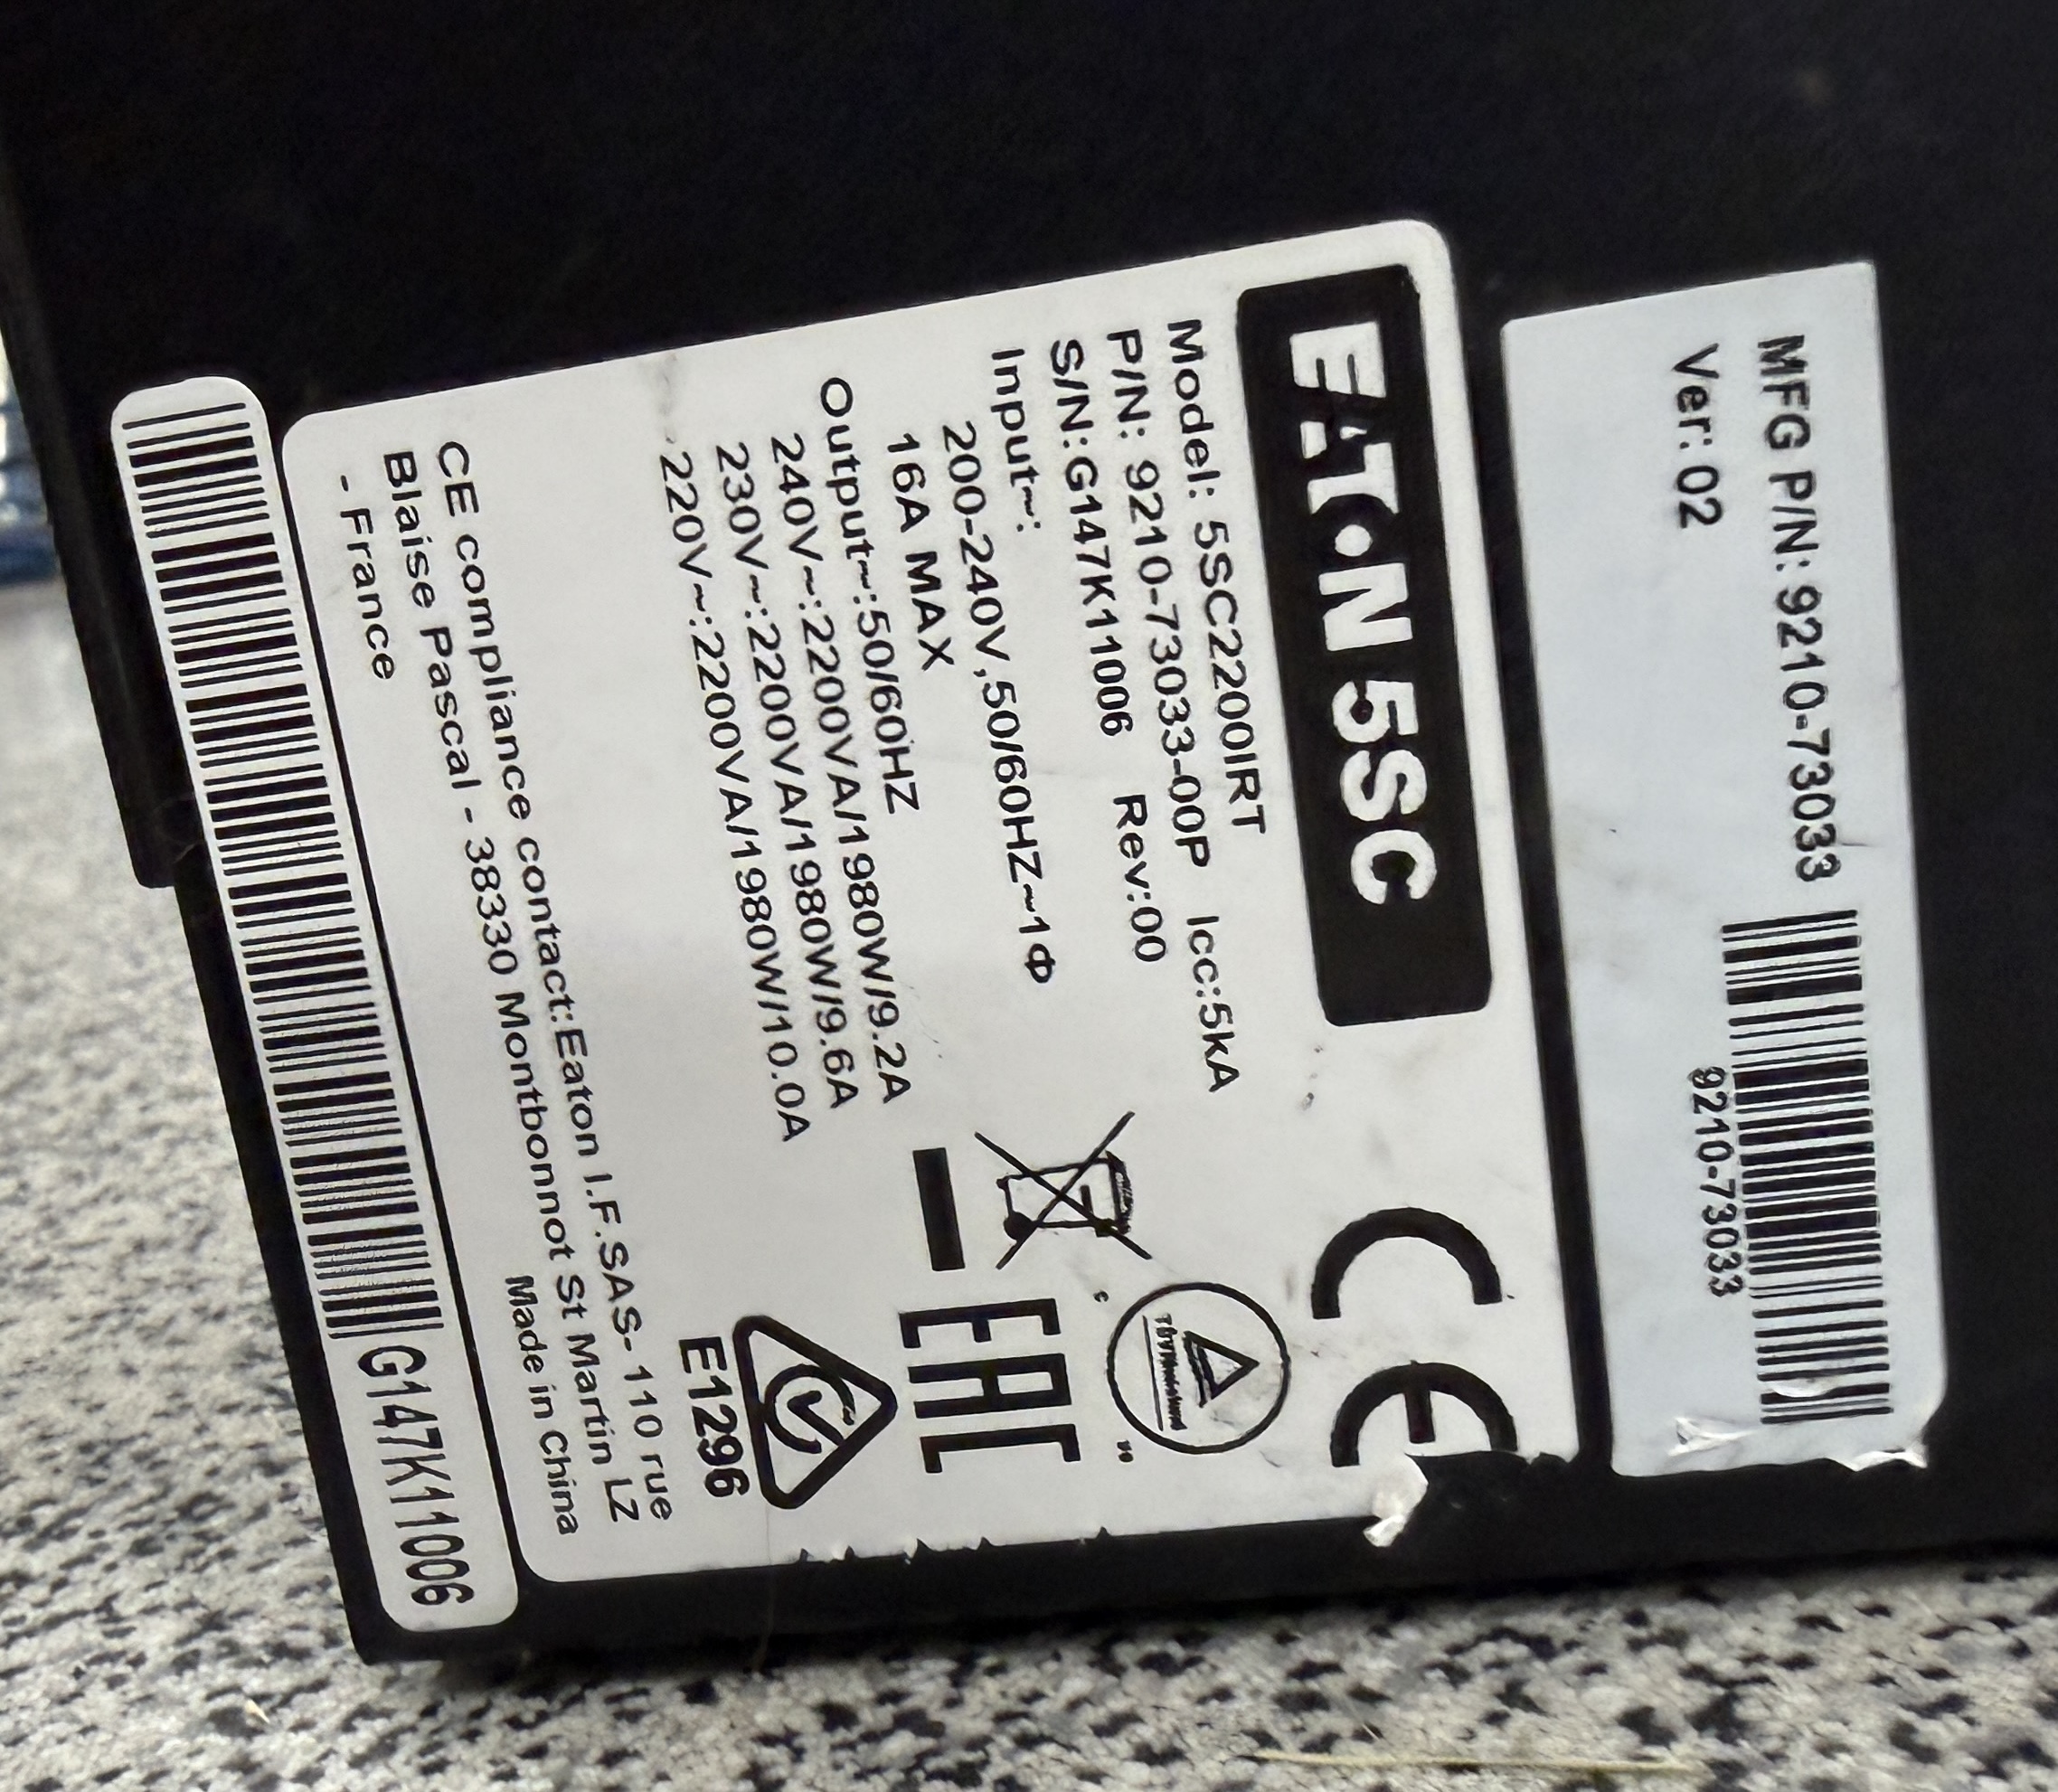 MFG P/N: 9210-73033
Ver: 02
9210-73033
EATON 5SC
Model: 5SC2200IRT
P/N: 9210-73033-00P Icc:5kA
S/N:G147K11006 Rev:00
Input~:
200-240V,50/60HZ~1Φ
16A MAX
Output~:50/60HZ
240V~:2200VA/1980W/9.2A
230V~:2200VA/1980W/9.6A
220V~:2200VA/1980W/10.0A
CE
TÜVRheinland
EAC
E1296
CE compliance contact:Eaton I.F.SAS- 110 rue
Blaise Pascal - 38330 Montbonnot St Martin LZ
- France
Made in China
G147K11006